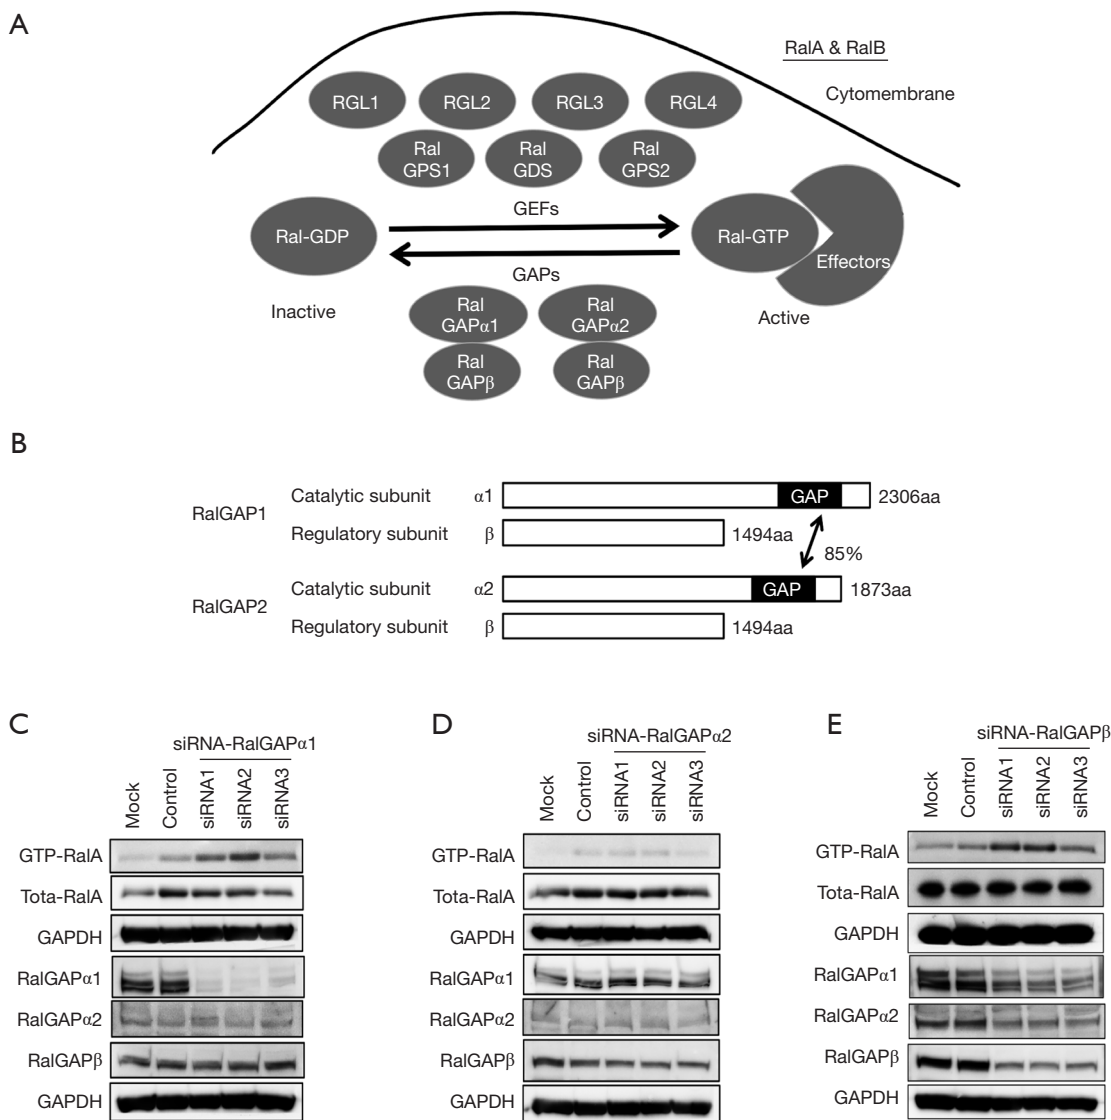 A
RalA & RalB
Cytomembrane
RGL1 RGL2 RGL3 RGL4
Ral GPS1
Ral GDS
Ral GPS2
GEFs
Ral-GDP
Ral-GTP
Effectors
GAPs
Inactive
Active
Ral GAPα1
Ral GAPα2
Ral GAPβ
Ral GAPβ
B
RalGAP1
Catalytic subunit α1 GAP 2306aa
Regulatory subunit β 1494aa
85%
RalGAP2
Catalytic subunit α2 GAP 1873aa
Regulatory subunit β 1494aa
C
siRNA-RalGAPα1
Mock
Control
siRNA1
siRNA2
siRNA3
GTP-RalA
Tota-RalA
GAPDH
RalGAPα1
RalGAPα2
RalGAPβ
GAPDH
D
siRNA-RalGAPα2
Mock
Control
siRNA1
siRNA2
siRNA3
GTP-RalA
Tota-RalA
GAPDH
RalGAPα1
RalGAPα2
RalGAPβ
GAPDH
E
siRNA-RalGAPβ
Mock
Control
siRNA1
siRNA2
siRNA3
GTP-RalA
Tota-RalA
GAPDH
RalGAPα1
RalGAPα2
RalGAPβ
GAPDH